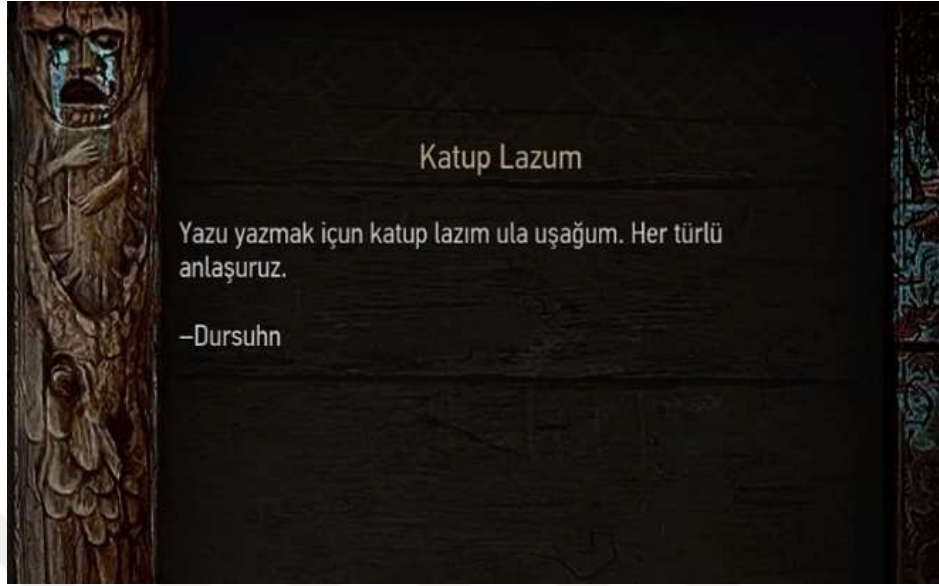 Katup Lazum
Yazu yazmak içun katup lazım ula uşağum. Her türlü
anlaşuruz.
–Dursuhn